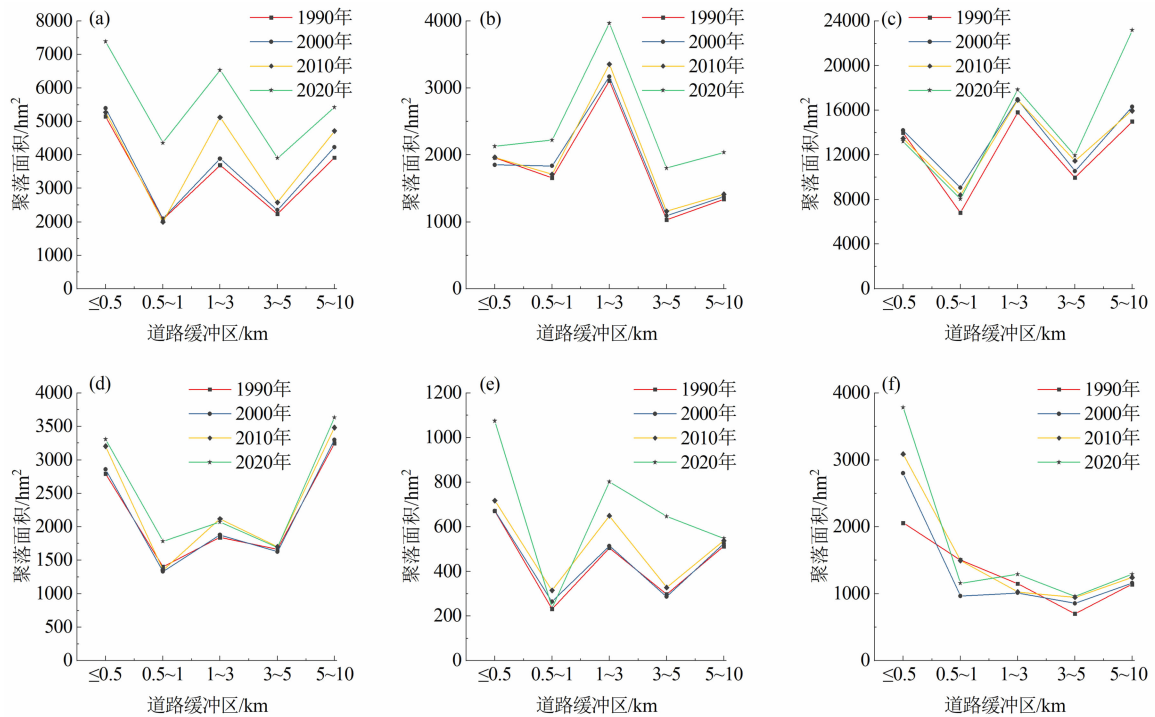 (a)
1990年
2000年
2010年
2020年
8000
7000
6000
5000
4000
3000
2000
1000
0
聚落面积/hm²
≤0.5
0.5~1
1~3
3~5
5~10
道路缓冲区/km
(b)
1990年
2000年
2010年
2020年
4000
3000
2000
1000
0
聚落面积/hm²
≤0.5
0.5~1
1~3
3~5
5~10
道路缓冲区/km
(c)
1990年
2000年
2010年
2020年
24000
20000
16000
12000
8000
4000
0
聚落面积/hm²
≤0.5
0.5~1
1~3
3~5
5~10
道路缓冲区/km
(d)
1990年
2000年
2010年
2020年
4000
3500
3000
2500
2000
1500
1000
500
0
聚落面积/hm²
≤0.5
0.5~1
1~3
3~5
5~10
道路缓冲区/km
(e)
1990年
2000年
2010年
2020年
1200
1000
800
600
400
200
0
聚落面积/hm²
≤0.5
0.5~1
1~3
3~5
5~10
道路缓冲区/km
(f)
1990年
2000年
2010年
2020年
4000
3000
2000
1000
0
聚落面积/hm²
≤0.5
0.5~1
1~3
3~5
5~10
道路缓冲区/km